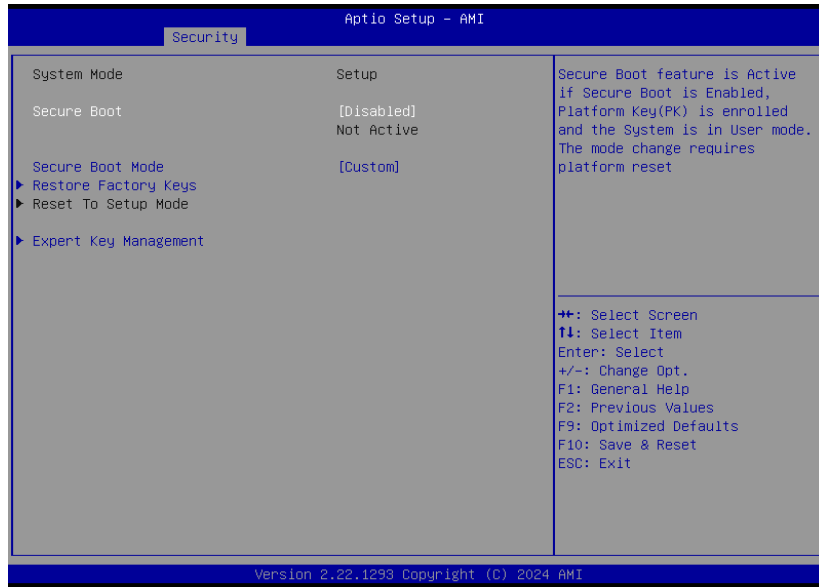 Aptio Setup – AMI
Security
System Mode Setup
Secure Boot [Disabled]
Not Active
Secure Boot Mode [Custom]
Restore Factory Keys
Reset To Setup Mode
Expert Key Management
Secure Boot feature is Active
if Secure Boot is Enabled,
Platform Key(PK) is enrolled
and the System is in User mode.
The mode change requires
platform reset
→←: Select Screen
↑↓: Select Item
Enter: Select
+/-: Change Opt.
F1: General Help
F2: Previous Values
F9: Optimized Defaults
F10: Save & Reset
ESC: Exit
Version 2.22.1293 Copyright (C) 2024 AMI